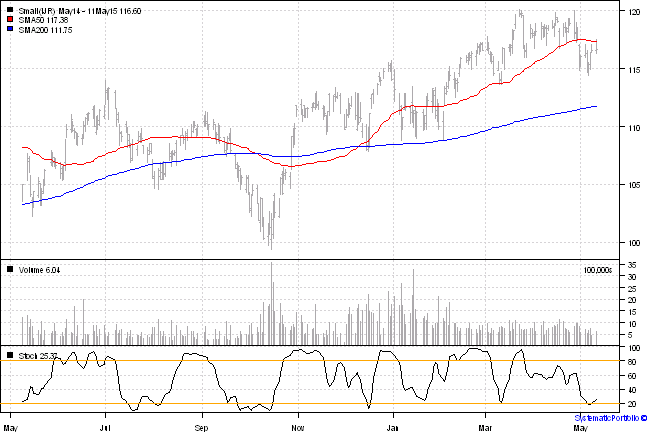 Small(IJR) May14 - 11May15 116.60
SMA50 117.38
SMA200 111.75
120
115
110
105
100
Volume 6.04
100,000s
35
30
25
20
15
10
5
Stoch 25.37
100
80
60
40
20
May
Jul
Sep
Nov
Jan
Mar
May
SystematicPortfolio ©